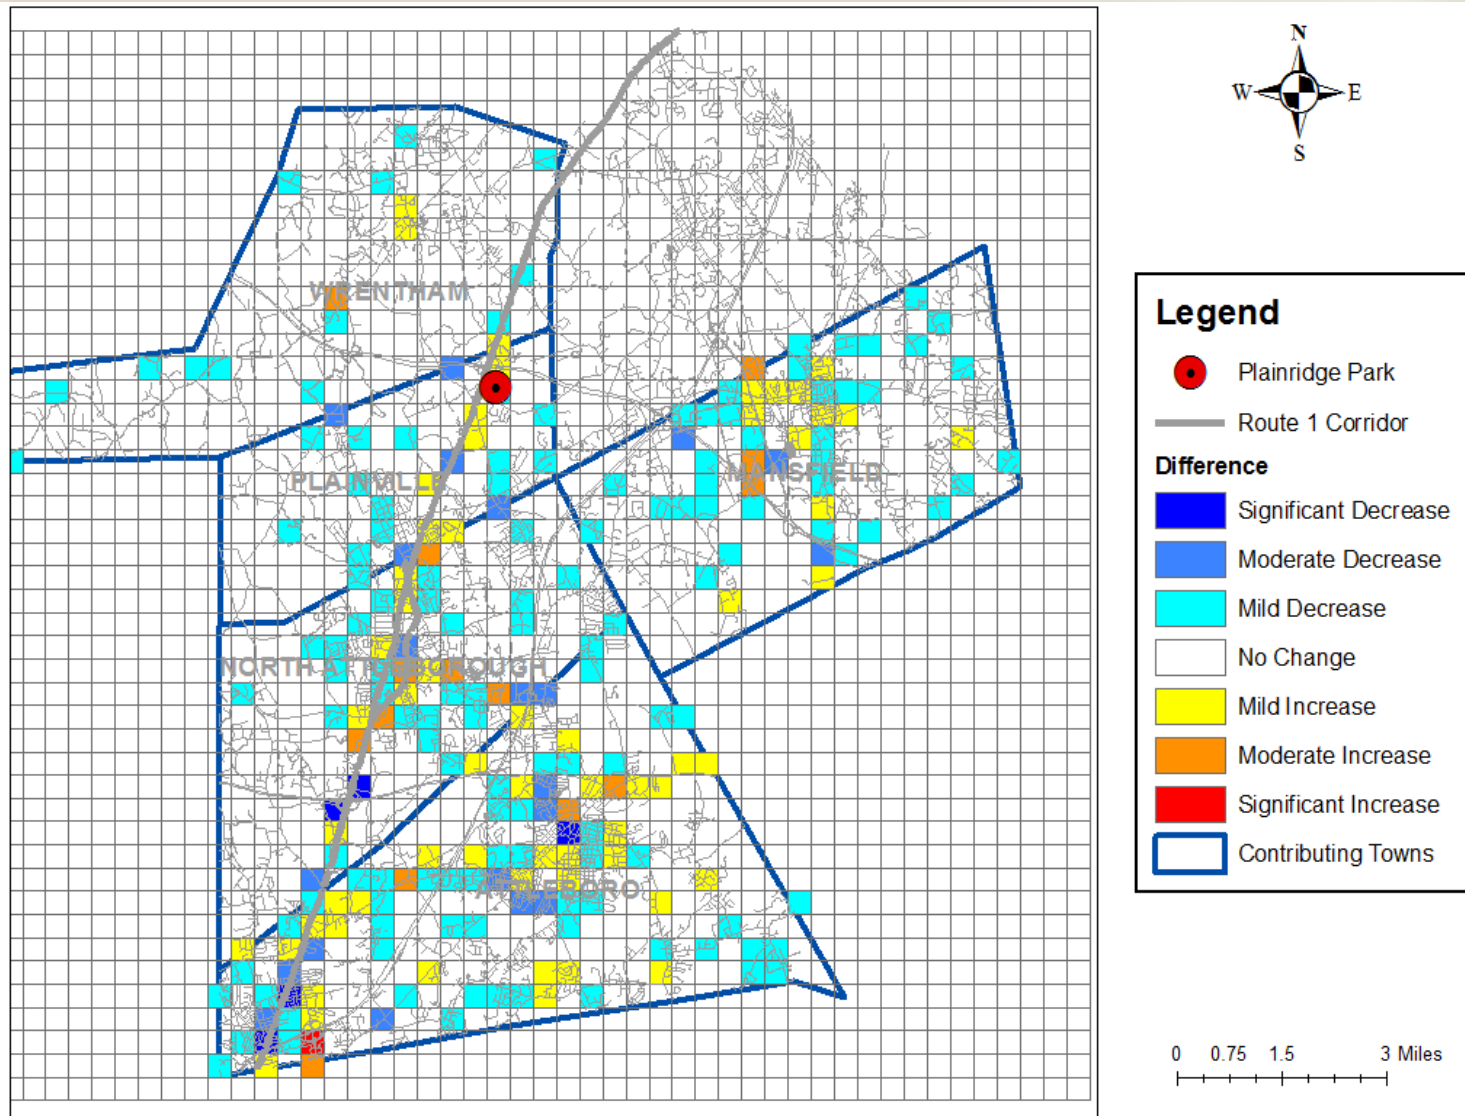 N
W E
S
WRENTHAM
PLAINVILLE
MANSFIELD
NORTH ATTLEBOROUGH
ATTLEBORO
Legend
Plainridge Park
Route 1 Corridor
Difference
Significant Decrease
Moderate Decrease
Mild Decrease
No Change
Mild Increase
Moderate Increase
Significant Increase
Contributing Towns
0 0.75 1.5 3 Miles